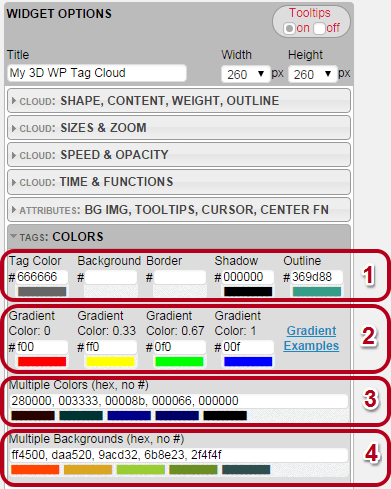 WIDGET OPTIONS
Tooltips
on off
Title Width Height
My 3D WP Tag Cloud 260 px 260 px
CLOUD: SHAPE, CONTENT, WEIGHT, OUTLINE
CLOUD: SIZES & ZOOM
CLOUD: SPEED & OPACITY
CLOUD: TIME & FUNCTIONS
ATTRIBUTES: BG IMG, TOOLTIPS, CURSOR, CENTER FN
TAGS: COLORS
Tag Color Background Border Shadow Outline
# 666666 # # # 000000 # 369d88
1
Gradient Color: 0 Gradient Color: 0.33 Gradient Color: 0.67 Gradient Color: 1 Gradient Examples
# f00 # ff0 # 0f0 # 00f
2
Multiple Colors (hex, no #)
280000, 003333, 00008b, 000066, 000000
3
Multiple Backgrounds (hex, no #)
ff4500, daa520, 9acd32, 6b8e23, 2f4f4f
4